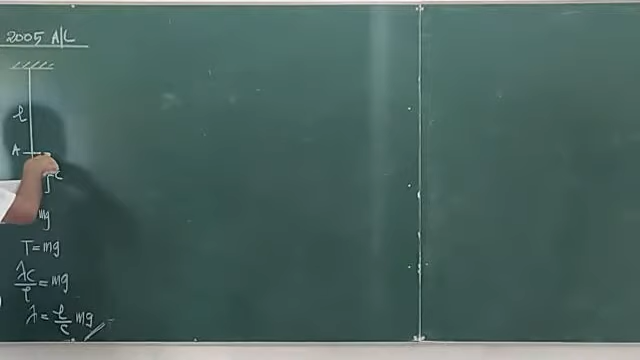 2005 A/L
l
A
c
mg
T = mg
λc/l = mg
λ = l/c mg